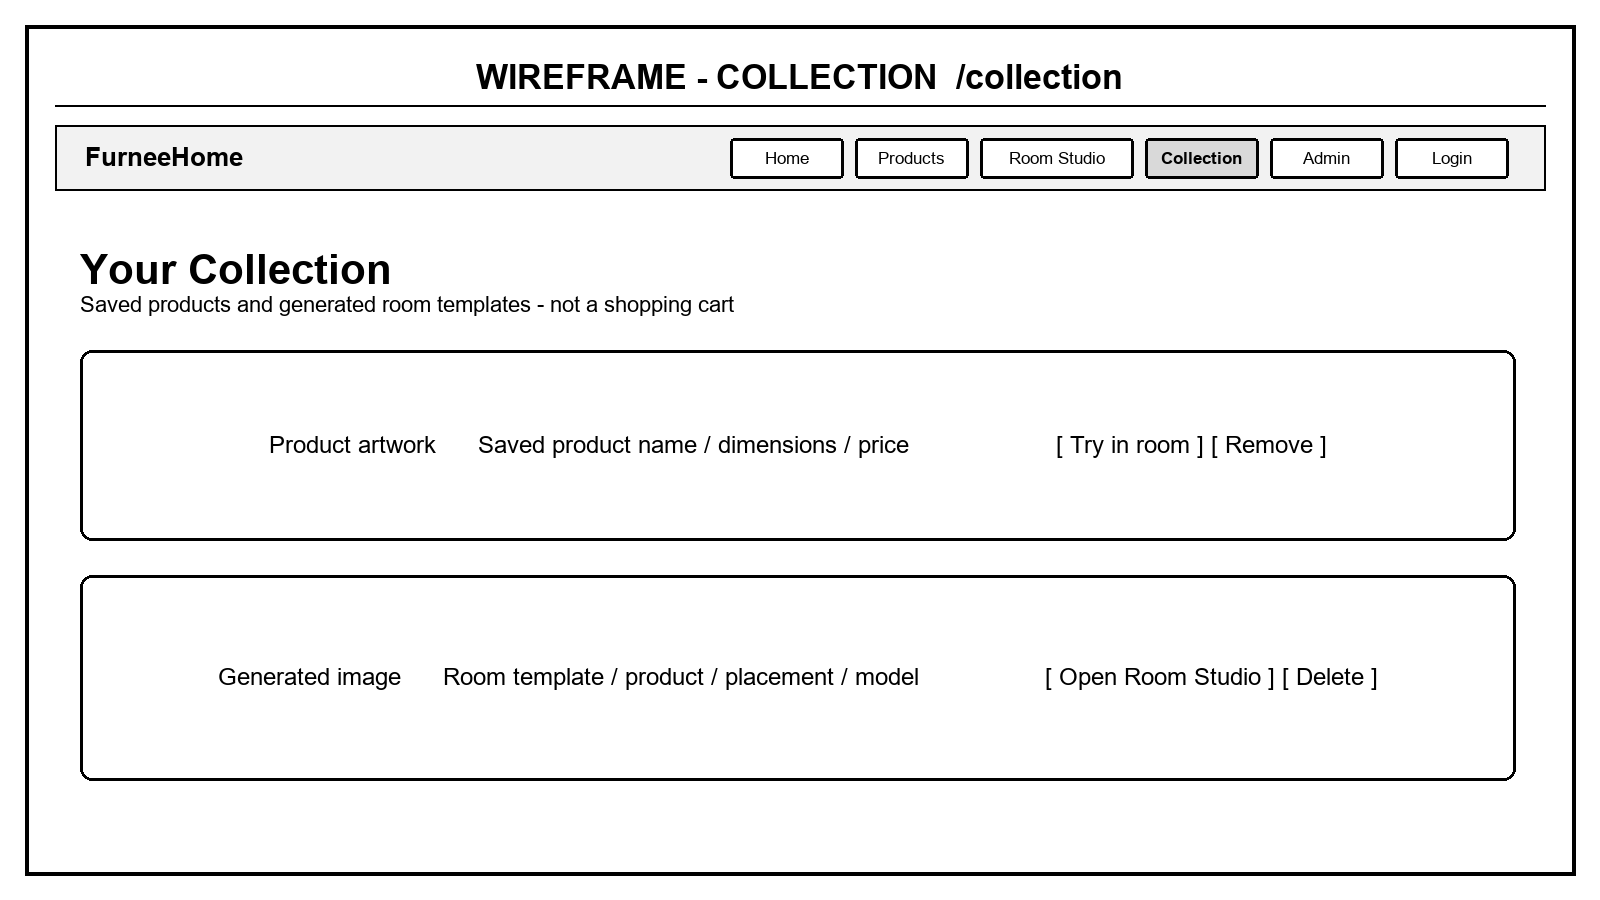 WIREFRAME - COLLECTION /collection
FurneeHome Home Products Room Studio Collection Admin Login
Your Collection
Saved products and generated room templates - not a shopping cart
Product artwork Saved product name / dimensions / price [ Try in room ] [ Remove ]
Generated image Room template / product / placement / model [ Open Room Studio ] [ Delete ]